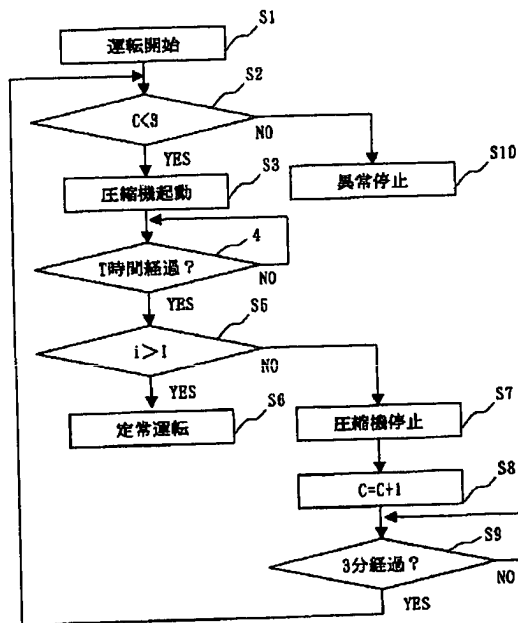 S1
運転開始
S2
C<3
NO
YES
S3
圧縮機起動
S10
異常停止
4
T時間経過?
NO
YES
S5
i>I
NO
YES
S6
定常運転
S7
圧縮機停止
S8
C=C+1
S9
3分経過?
NO
YES